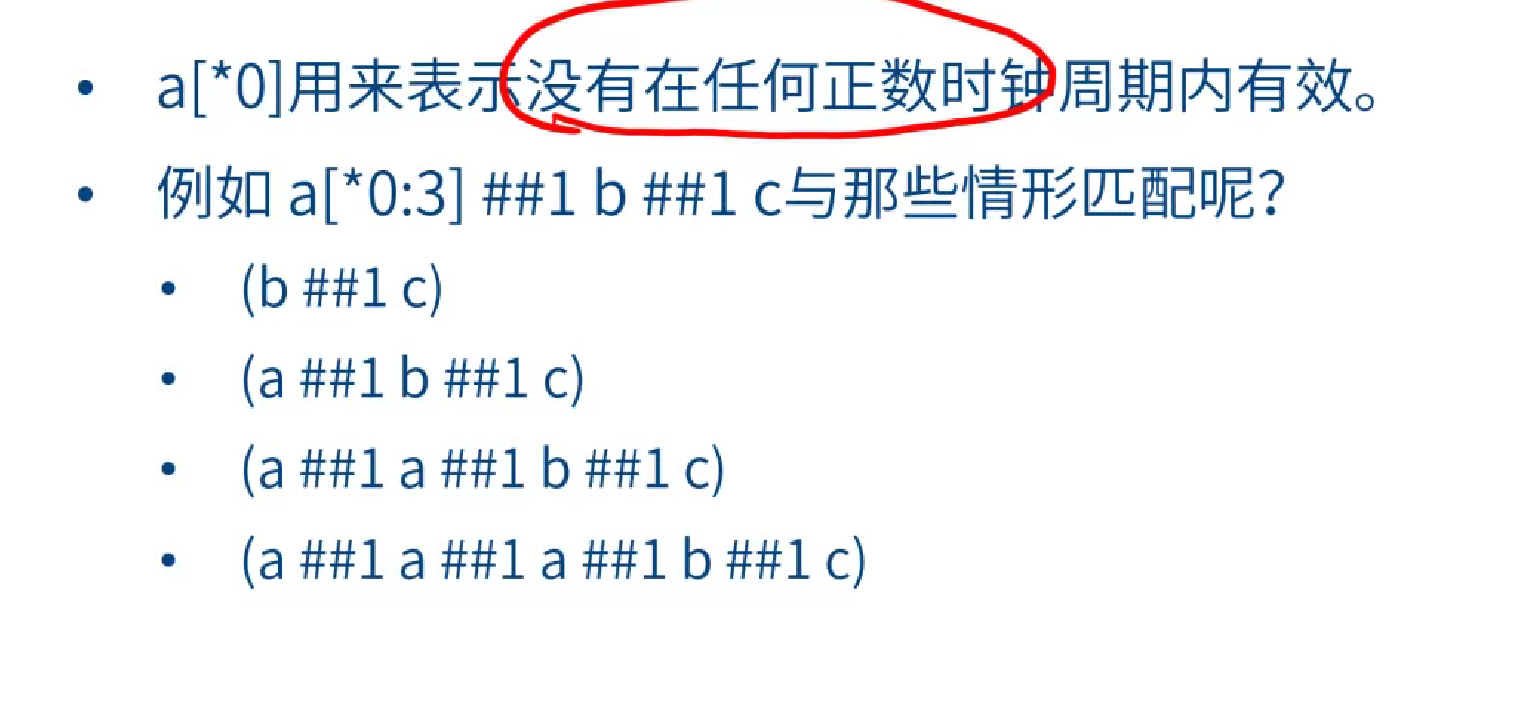 • a[*0]用来表示没有在任何正数时钟周期内有效。
• 例如 a[*0:3] ##1 b ##1 c与那些情形匹配呢？
• (b ##1 c)
• (a ##1 b ##1 c)
• (a ##1 a ##1 b ##1 c)
• (a ##1 a ##1 a ##1 b ##1 c)